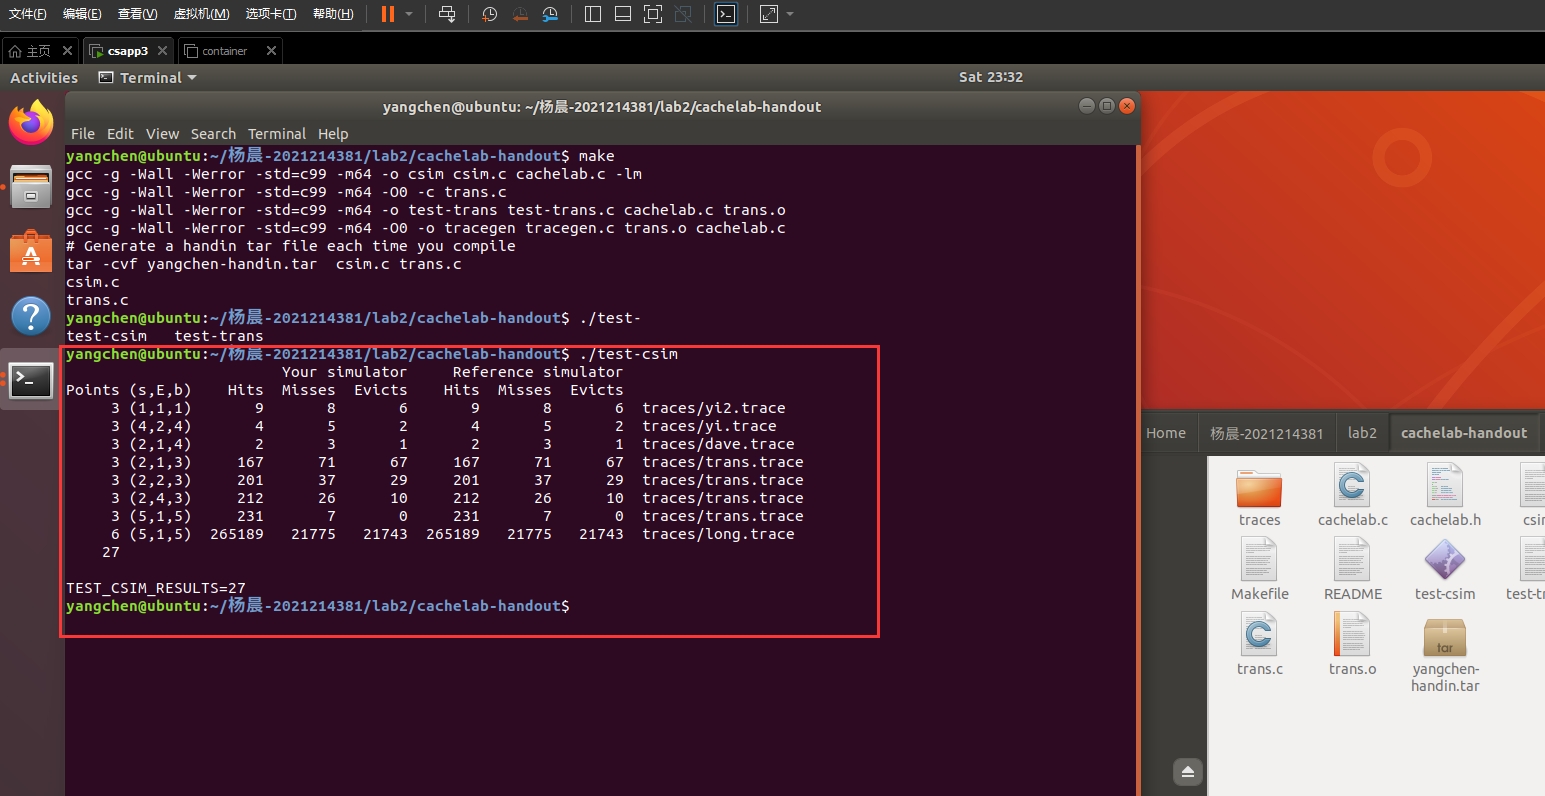 文件(F) 编辑(E) 查看(V) 虚拟机(M) 选项卡(T) 帮助(H)
主页 csapp3 container
Activities Terminal Sat 23:32
yangchen@ubuntu: ~/杨晨-2021214381/lab2/cachelab-handout
File Edit View Search Terminal Help
yangchen@ubuntu:~/杨晨-2021214381/lab2/cachelab-handout$ make
gcc -g -Wall -Werror -std=c99 -m64 -o csim csim.c cachelab.c -lm
gcc -g -Wall -Werror -std=c99 -m64 -O0 -c trans.c
gcc -g -Wall -Werror -std=c99 -m64 -o test-trans test-trans.c cachelab.c trans.o
gcc -g -Wall -Werror -std=c99 -m64 -O0 -o tracegen tracegen.c trans.o cachelab.c
# Generate a handin tar file each time you compile
tar -cvf yangchen-handin.tar  csim.c trans.c
csim.c
trans.c
yangchen@ubuntu:~/杨晨-2021214381/lab2/cachelab-handout$ ./test-
test-csim   test-trans
yangchen@ubuntu:~/杨晨-2021214381/lab2/cachelab-handout$ ./test-csim
                        Your simulator     Reference simulator
Points (s,E,b)    Hits  Misses  Evicts    Hits  Misses  Evicts
     3 (1,1,1)       9       8       6       9       8       6  traces/yi2.trace
     3 (4,2,4)       4       5       2       4       5       2  traces/yi.trace
     3 (2,1,4)       2       3       1       2       3       1  traces/dave.trace
     3 (2,1,3)     167      71      67     167      71      67  traces/trans.trace
     3 (2,2,3)     201      37      29     201      37      29  traces/trans.trace
     3 (2,4,3)     212      26      10     212      26      10  traces/trans.trace
     3 (5,1,5)     231       7       0     231       7       0  traces/trans.trace
     6 (5,1,5)  265189   21775   21743  265189   21775   21743  traces/long.trace
    27
TEST_CSIM_RESULTS=27
yangchen@ubuntu:~/杨晨-2021214381/lab2/cachelab-handout$
Home 杨晨-2021214381 lab2 cachelab-handout
traces cachelab.c cachelab.h csi
Makefile README test-csim test-t
trans.c trans.o yangchen-
handin.tar
tar